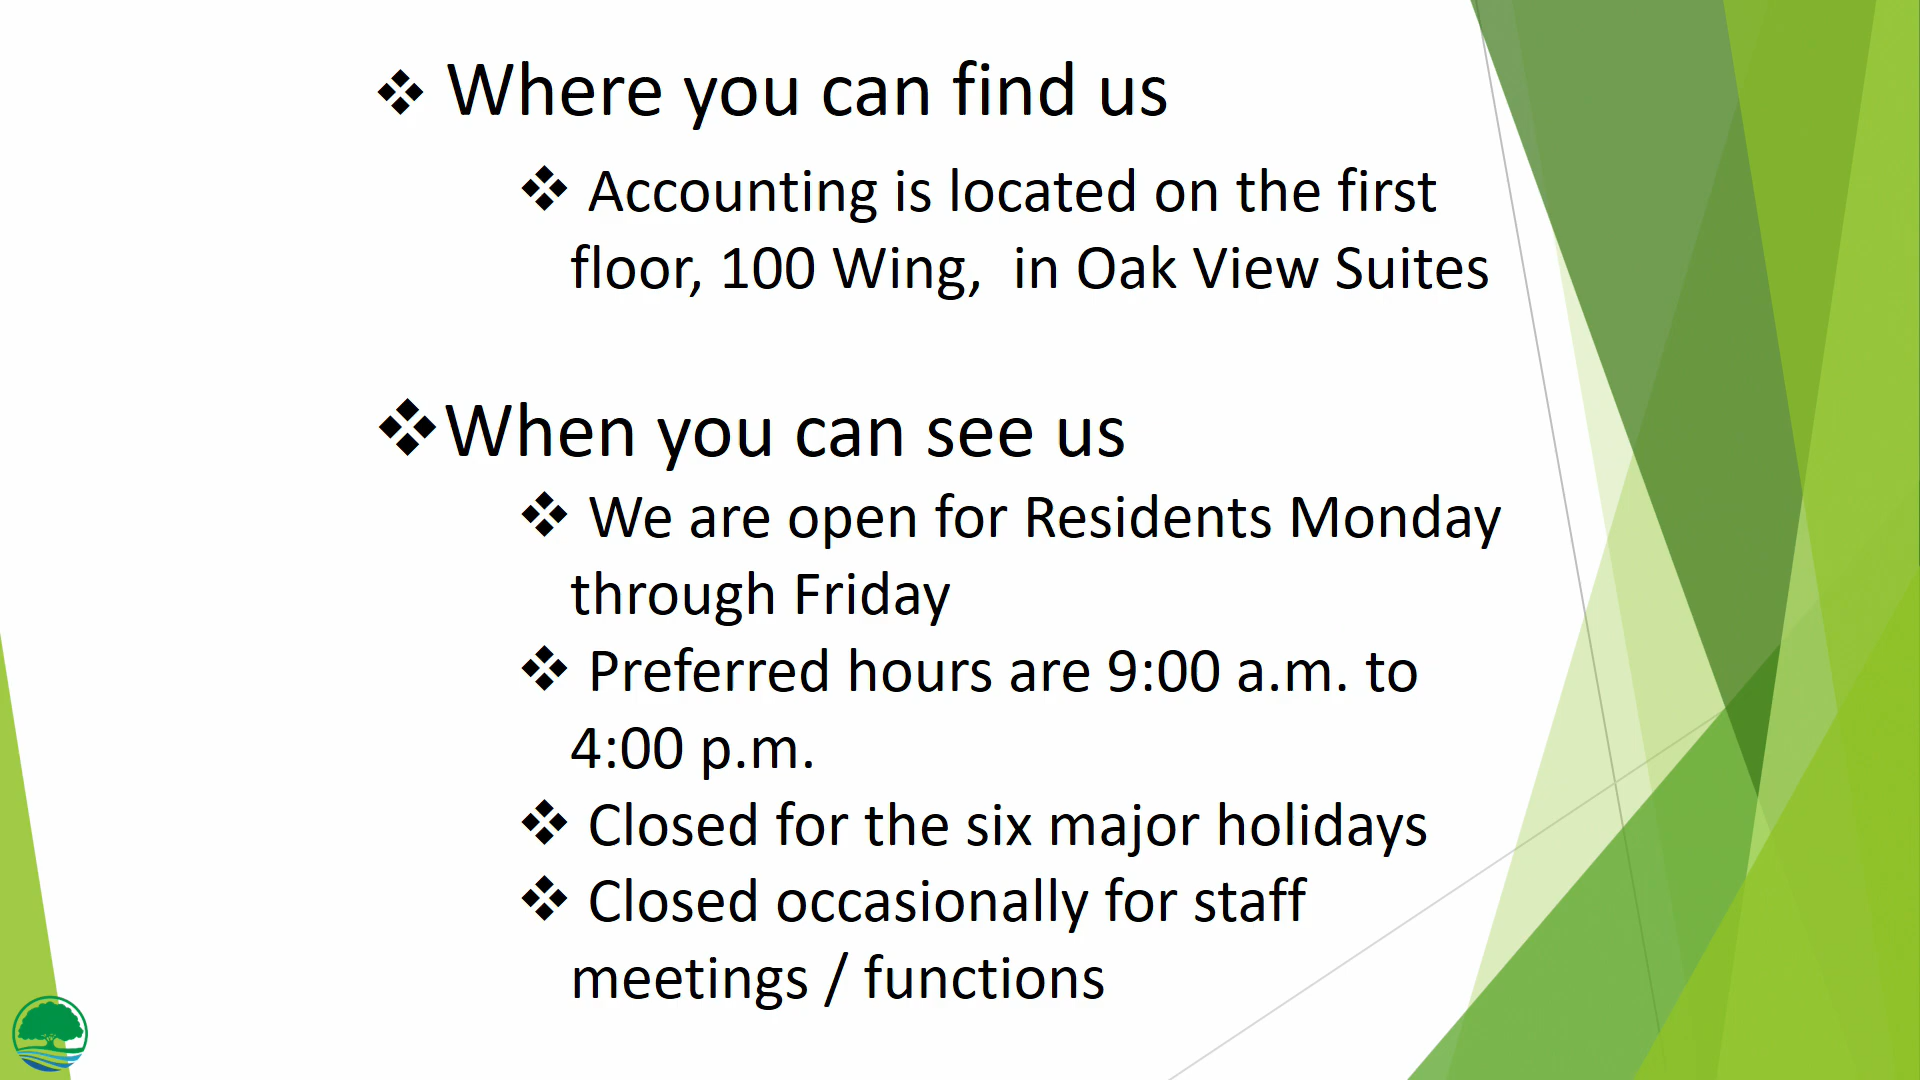 ❖ Where you can find us
❖ Accounting is located on the first
floor, 100 Wing,  in Oak View Suites
❖When you can see us
❖ We are open for Residents Monday
through Friday
❖ Preferred hours are 9:00 a.m. to
4:00 p.m.
❖ Closed for the six major holidays
❖ Closed occasionally for staff
meetings / functions